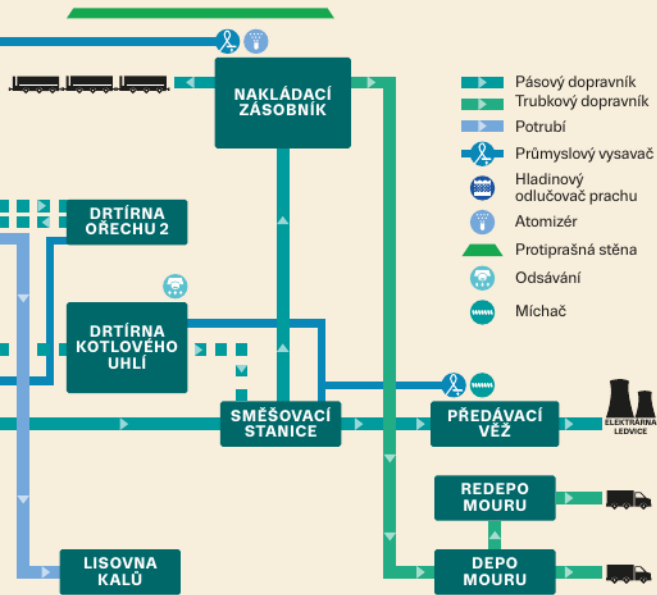 NAKLÁDACÍ
ZÁSOBNÍK
DRTÍRNA
OŘECHU 2
DRTÍRNA
KOTLOVÉHO
UHLÍ
SMĚŠOVACÍ
STANICE
PŘEDÁVACÍ
VĚŽ
ELEKTRÁRNA
LEDVICE
REDEPO
MOURU
DEPO
MOURU
LISOVNA
KALŮ
Pásový dopravník
Trubkový dopravník
Potrubí
Průmyslový vysavač
Hladinový
odlučovač prachu
Atomizér
Protiprašná stěna
Odsávání
Míchač